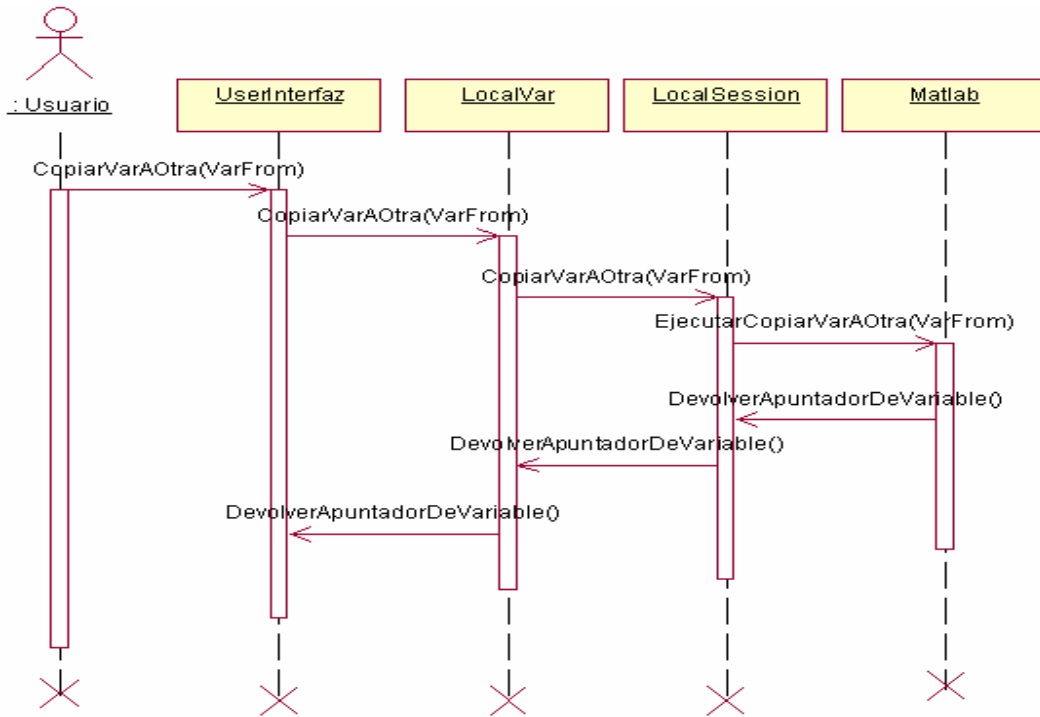 : Usuario
UserInterfaz
LocalVar
LocalSession
Matlab
CopiarVarAOtra(VarFrom)
CopiarVarAOtra(VarFrom)
CopiarVarAOtra(VarFrom)
EjecutarCopiarVarAOtra(VarFrom)
DevolverApuntadorDeVariable()
DevolverApuntadorDeVariable()
DevolverApuntadorDeVariable()